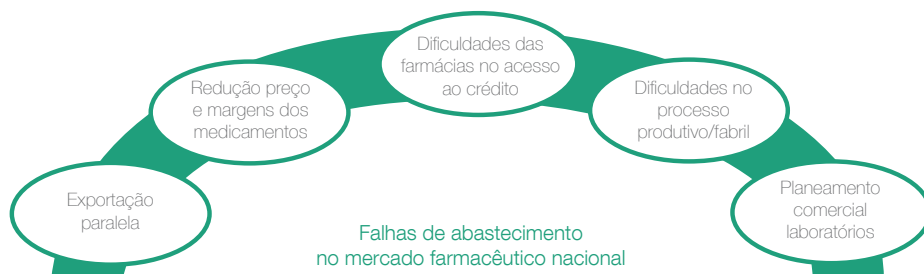 Exportação
paralela
Redução preço
e margens dos
medicamentos
Dificuldades das
farmácias no acesso
ao crédito
Dificuldades no
processo
produtivo/fabril
Planeamento
comercial
laboratórios
Falhas de abastecimento
no mercado farmacêutico nacional